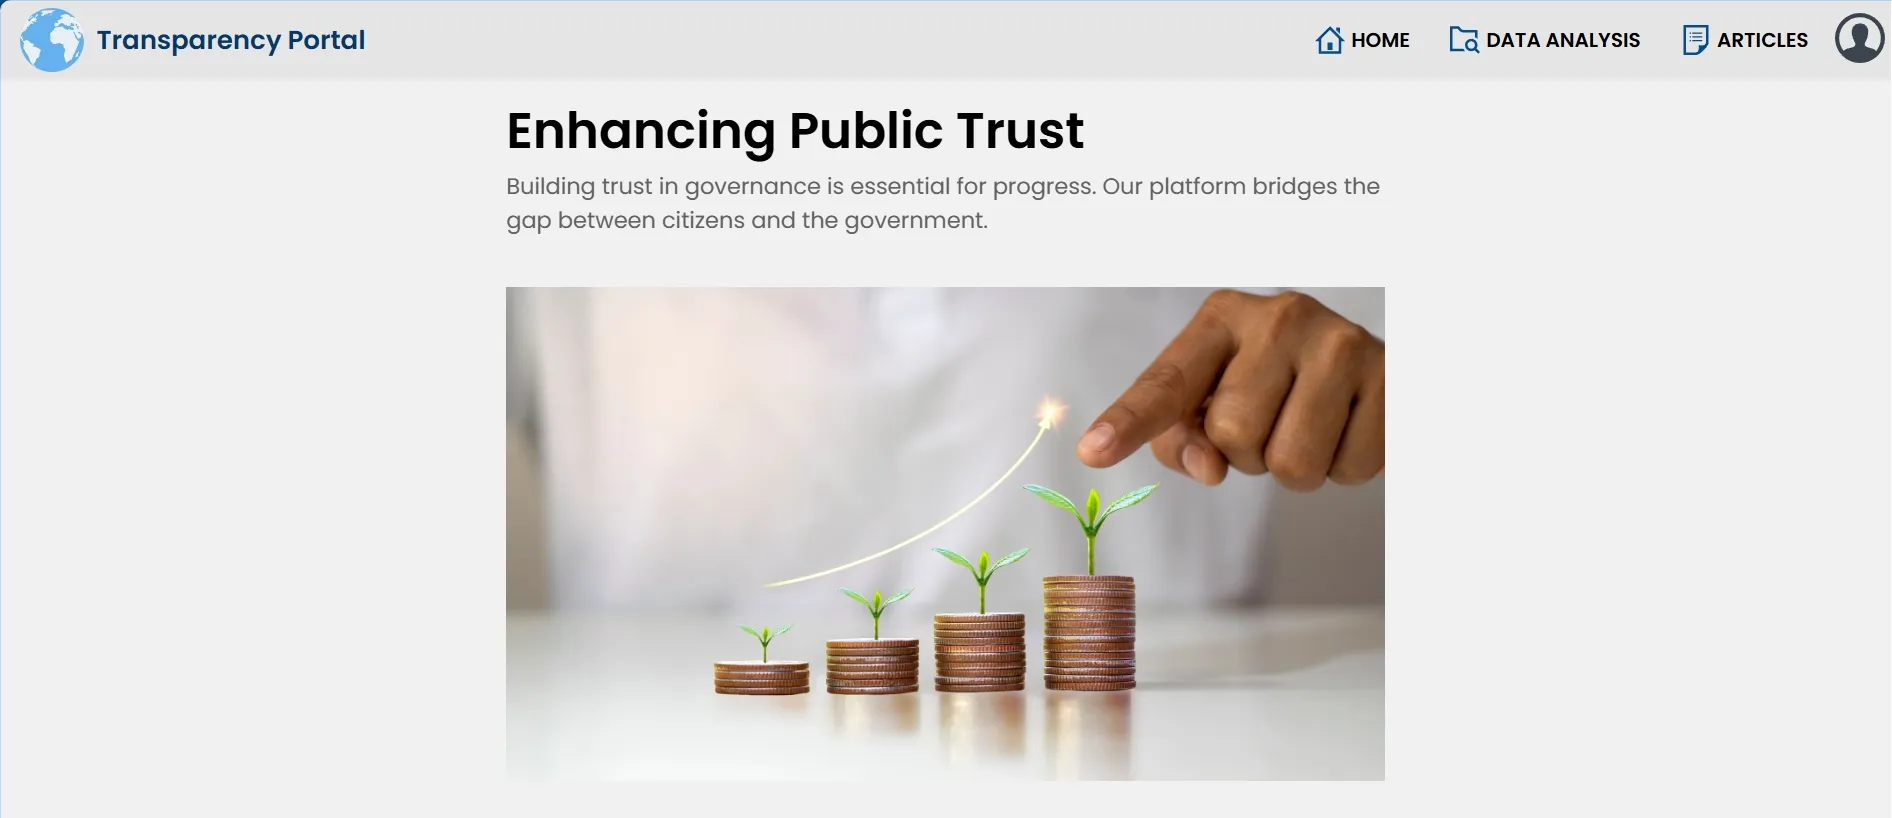 Transparency Portal
HOME
DATA ANALYSIS
ARTICLES
Enhancing Public Trust
Building trust in governance is essential for progress. Our platform bridges the
gap between citizens and the government.